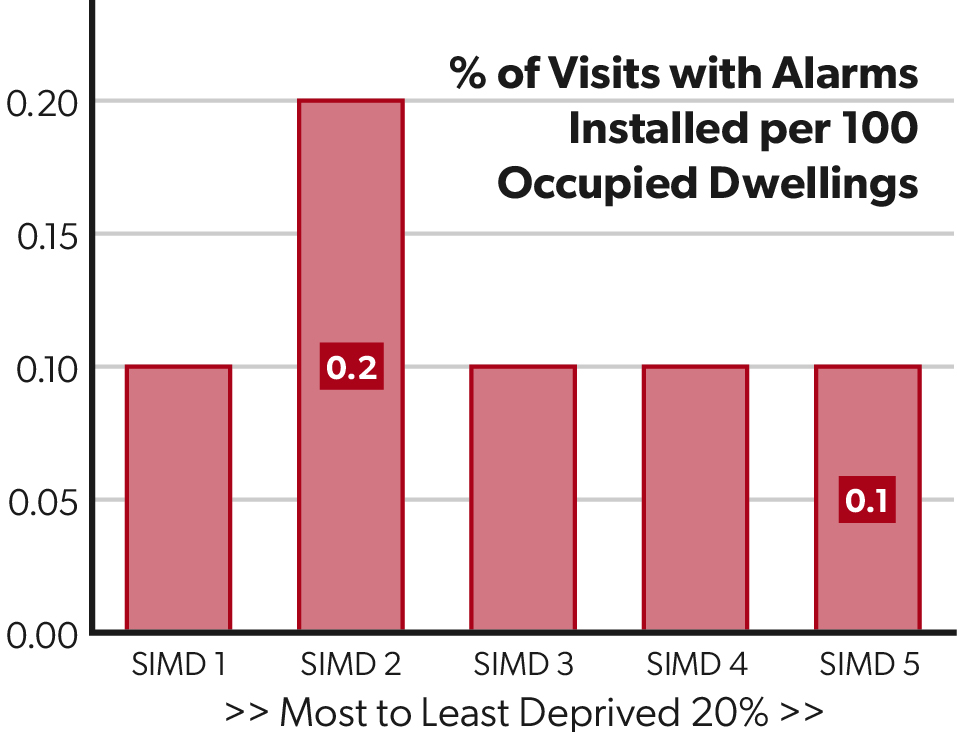 % of Visits with Alarms
Installed per 100
Occupied Dwellings
0.20
0.15
0.10
0.05
0.00
0.2
0.1
SIMD 1
SIMD 2
SIMD 3
SIMD 4
SIMD 5
>> Most to Least Deprived 20% >>